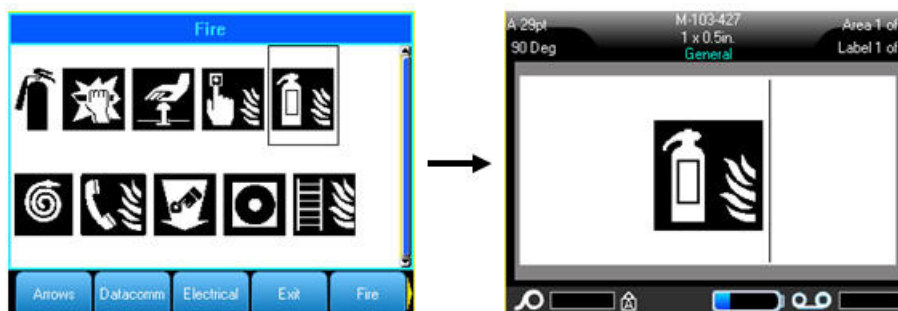 Fire
Arrows
Datacomm
Electrical
Exit
Fire
A 29pt
M-103-427
Area 1 of
90 Deg
1 x 0.5in.
Label 1 of
General